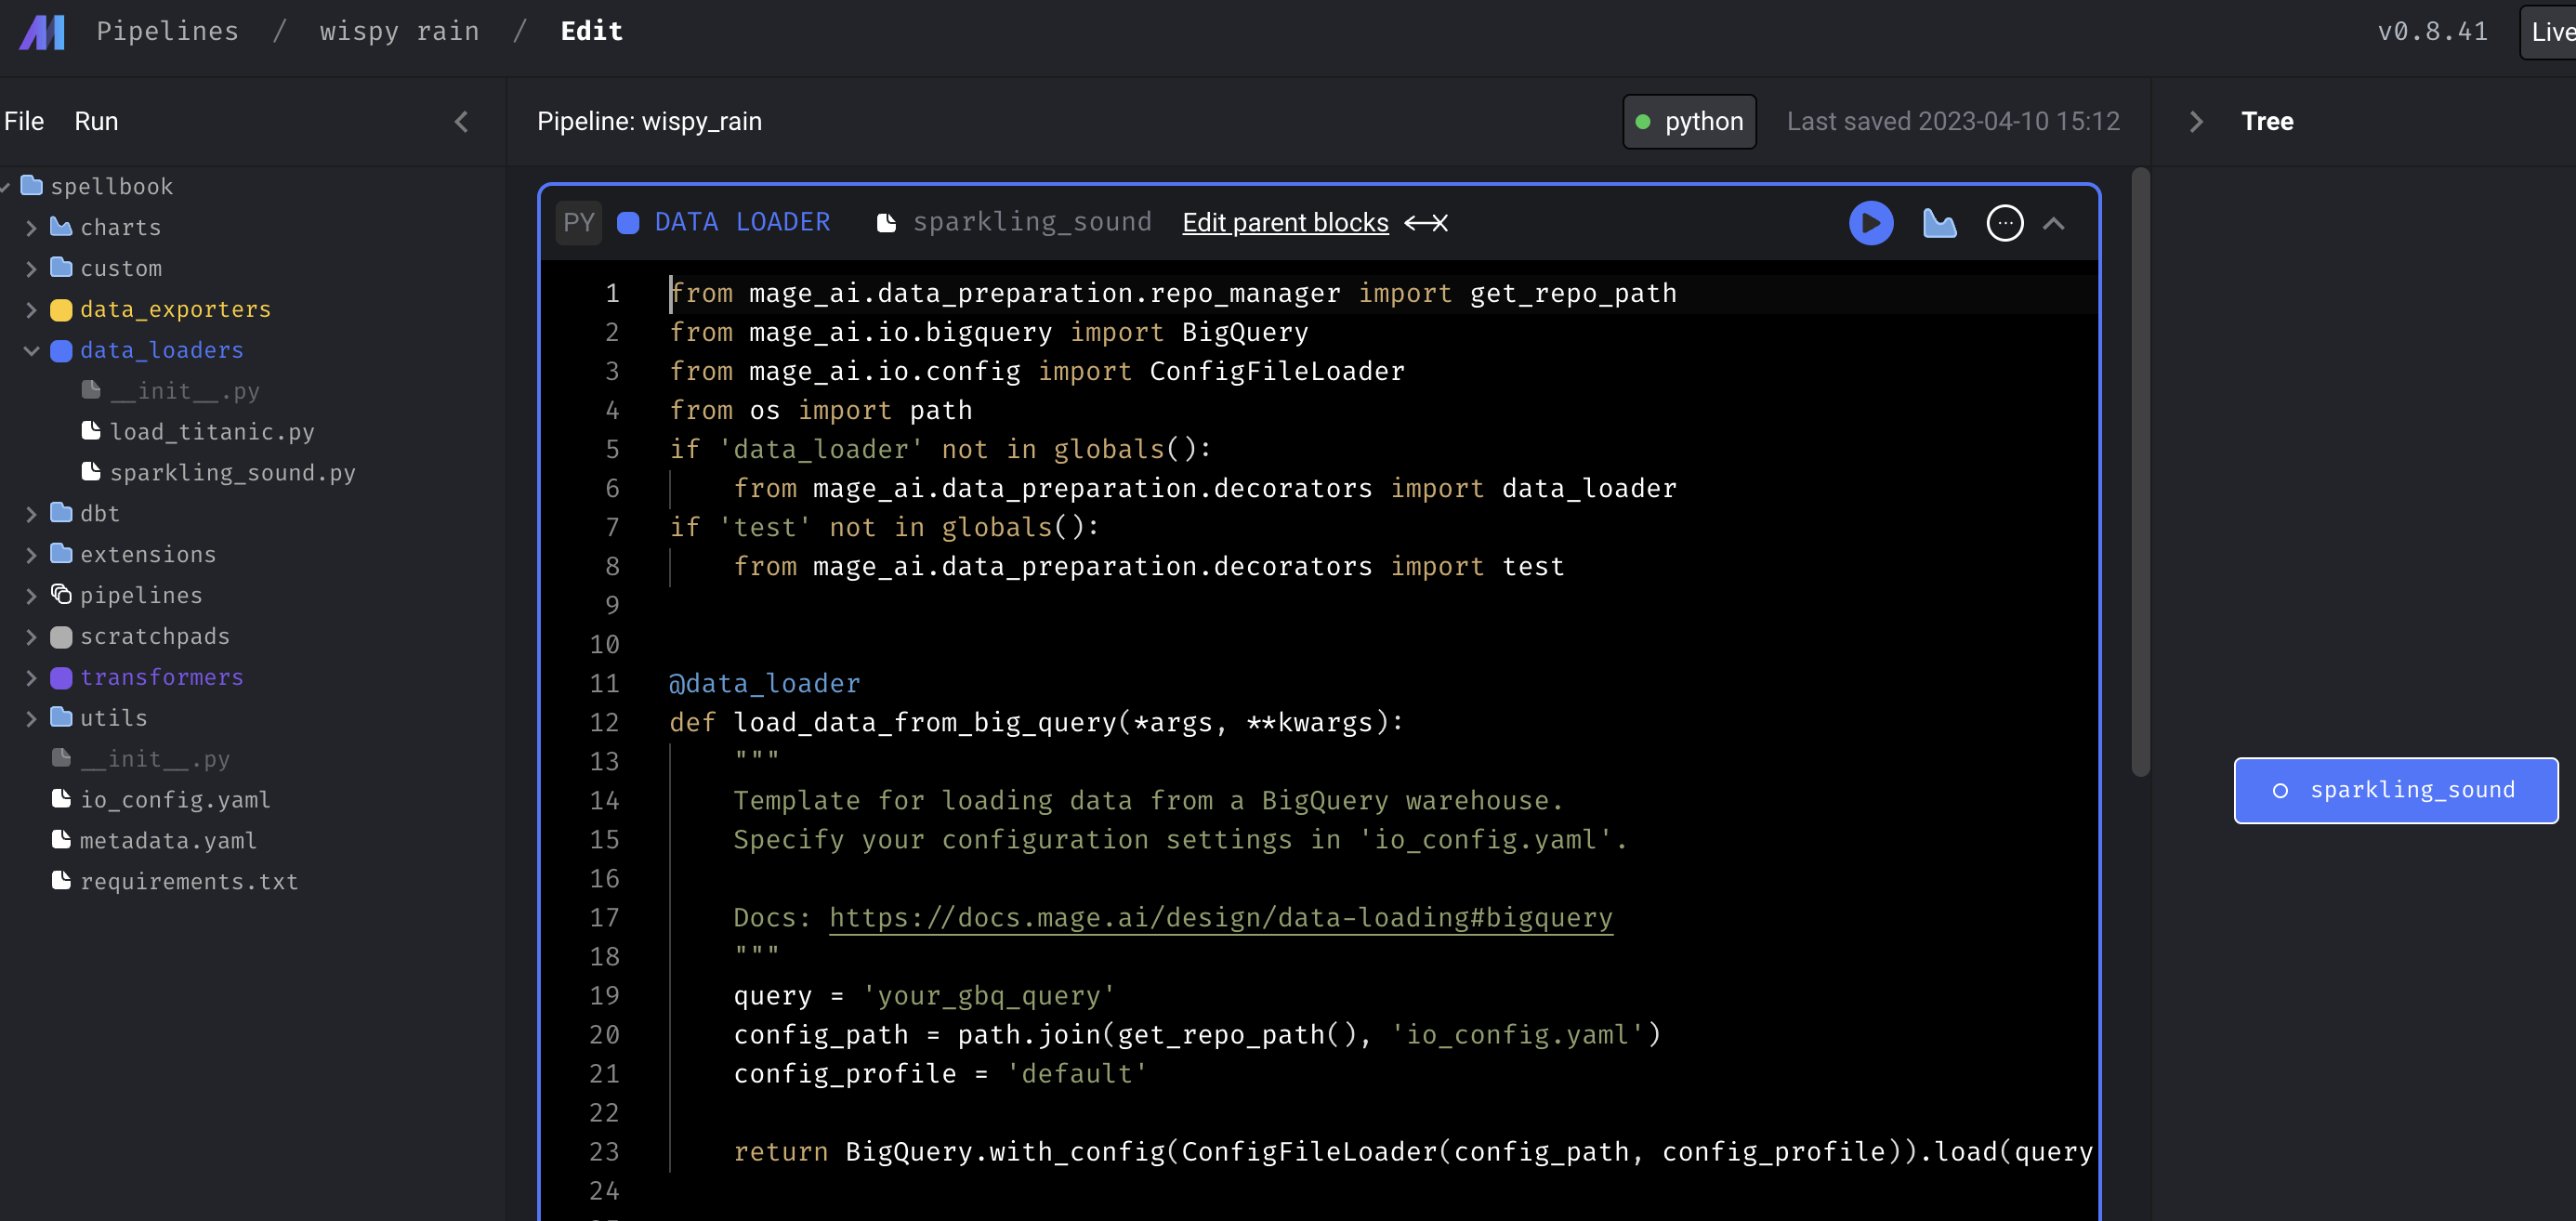 Pipelines / wispy rain / Edit
v0.8.41
Live
File Run
Pipeline: wispy_rain
python
Last saved 2023-04-10 15:12
Tree
spellbook
charts
custom
data_exporters
data_loaders
__init__.py
load_titanic.py
sparkling_sound.py
dbt
extensions
pipelines
scratchpads
transformers
utils
__init__.py
io_config.yaml
metadata.yaml
requirements.txt
PY DATA LOADER sparkling_sound Edit parent blocks
1 from mage_ai.data_preparation.repo_manager import get_repo_path
2 from mage_ai.io.bigquery import BigQuery
3 from mage_ai.io.config import ConfigFileLoader
4 from os import path
5 if 'data_loader' not in globals():
6 from mage_ai.data_preparation.decorators import data_loader
7 if 'test' not in globals():
8 from mage_ai.data_preparation.decorators import test
9
10
11 @data_loader
12 def load_data_from_big_query(*args, **kwargs):
13 """
14 Template for loading data from a BigQuery warehouse.
15 Specify your configuration settings in 'io_config.yaml'.
16
17 Docs: https://docs.mage.ai/design/data-loading#bigquery
18 """
19 query = 'your_gbq_query'
20 config_path = path.join(get_repo_path(), 'io_config.yaml')
21 config_profile = 'default'
22
23 return BigQuery.with_config(ConfigFileLoader(config_path, config_profile)).load(query
24
sparkling_sound